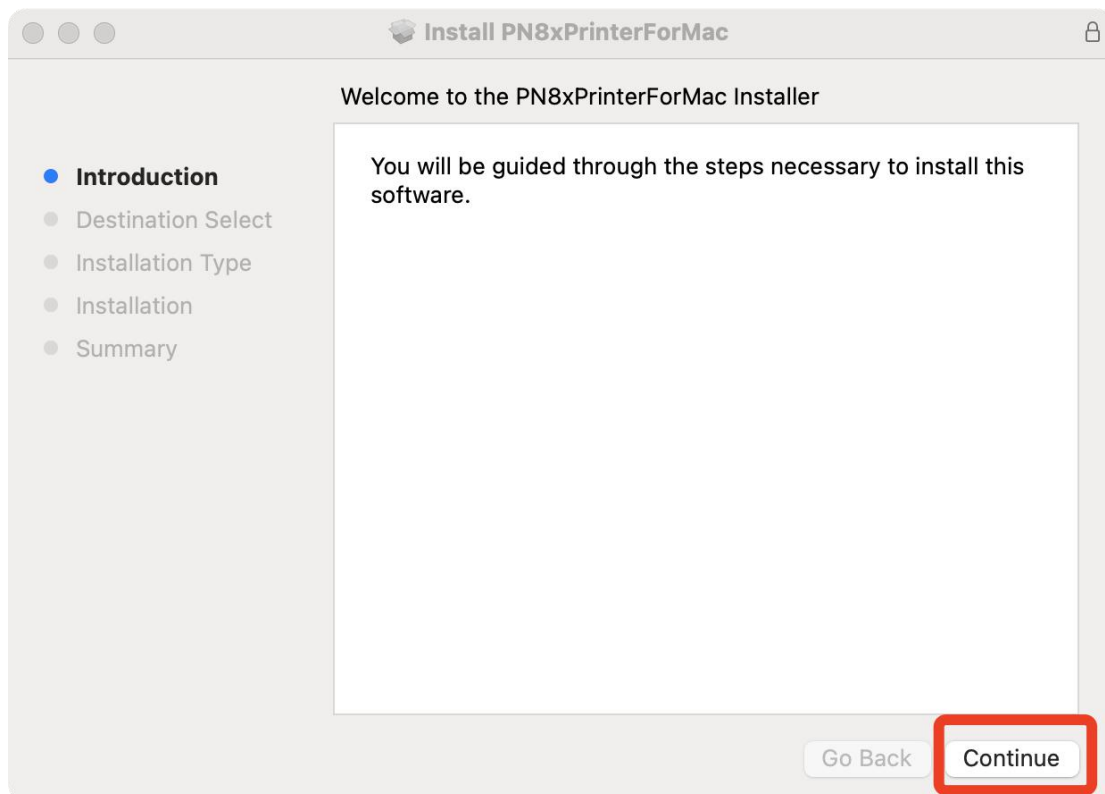 Install PN8xPrinterForMac
Welcome to the PN8xPrinterForMac Installer
Introduction
Destination Select
Installation Type
Installation
Summary
You will be guided through the steps necessary to install this
software.
Go Back
Continue